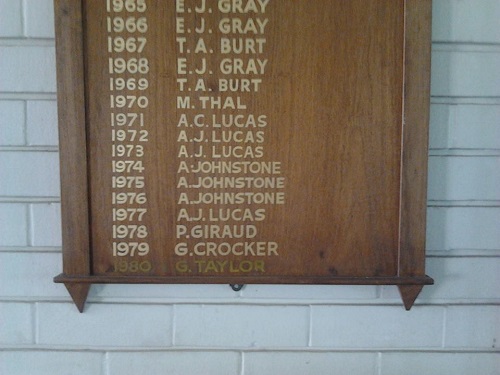 1965 E. J. GRAY
1966 E. J. GRAY
1967 T. A. BURT
1968 E. J. GRAY
1969 T. A. BURT
1970 M. THAL
1971 A.C. LUCAS
1972 A.J. LUCAS
1973 A.J. LUCAS
1974 A.JOHNSTONE
1975 A.JOHNSTONE
1976 A.JOHNSTONE
1977 A.J. LUCAS
1978 P.GIRAUD
1979 G.CROCKER
1980 G. TAYLOR